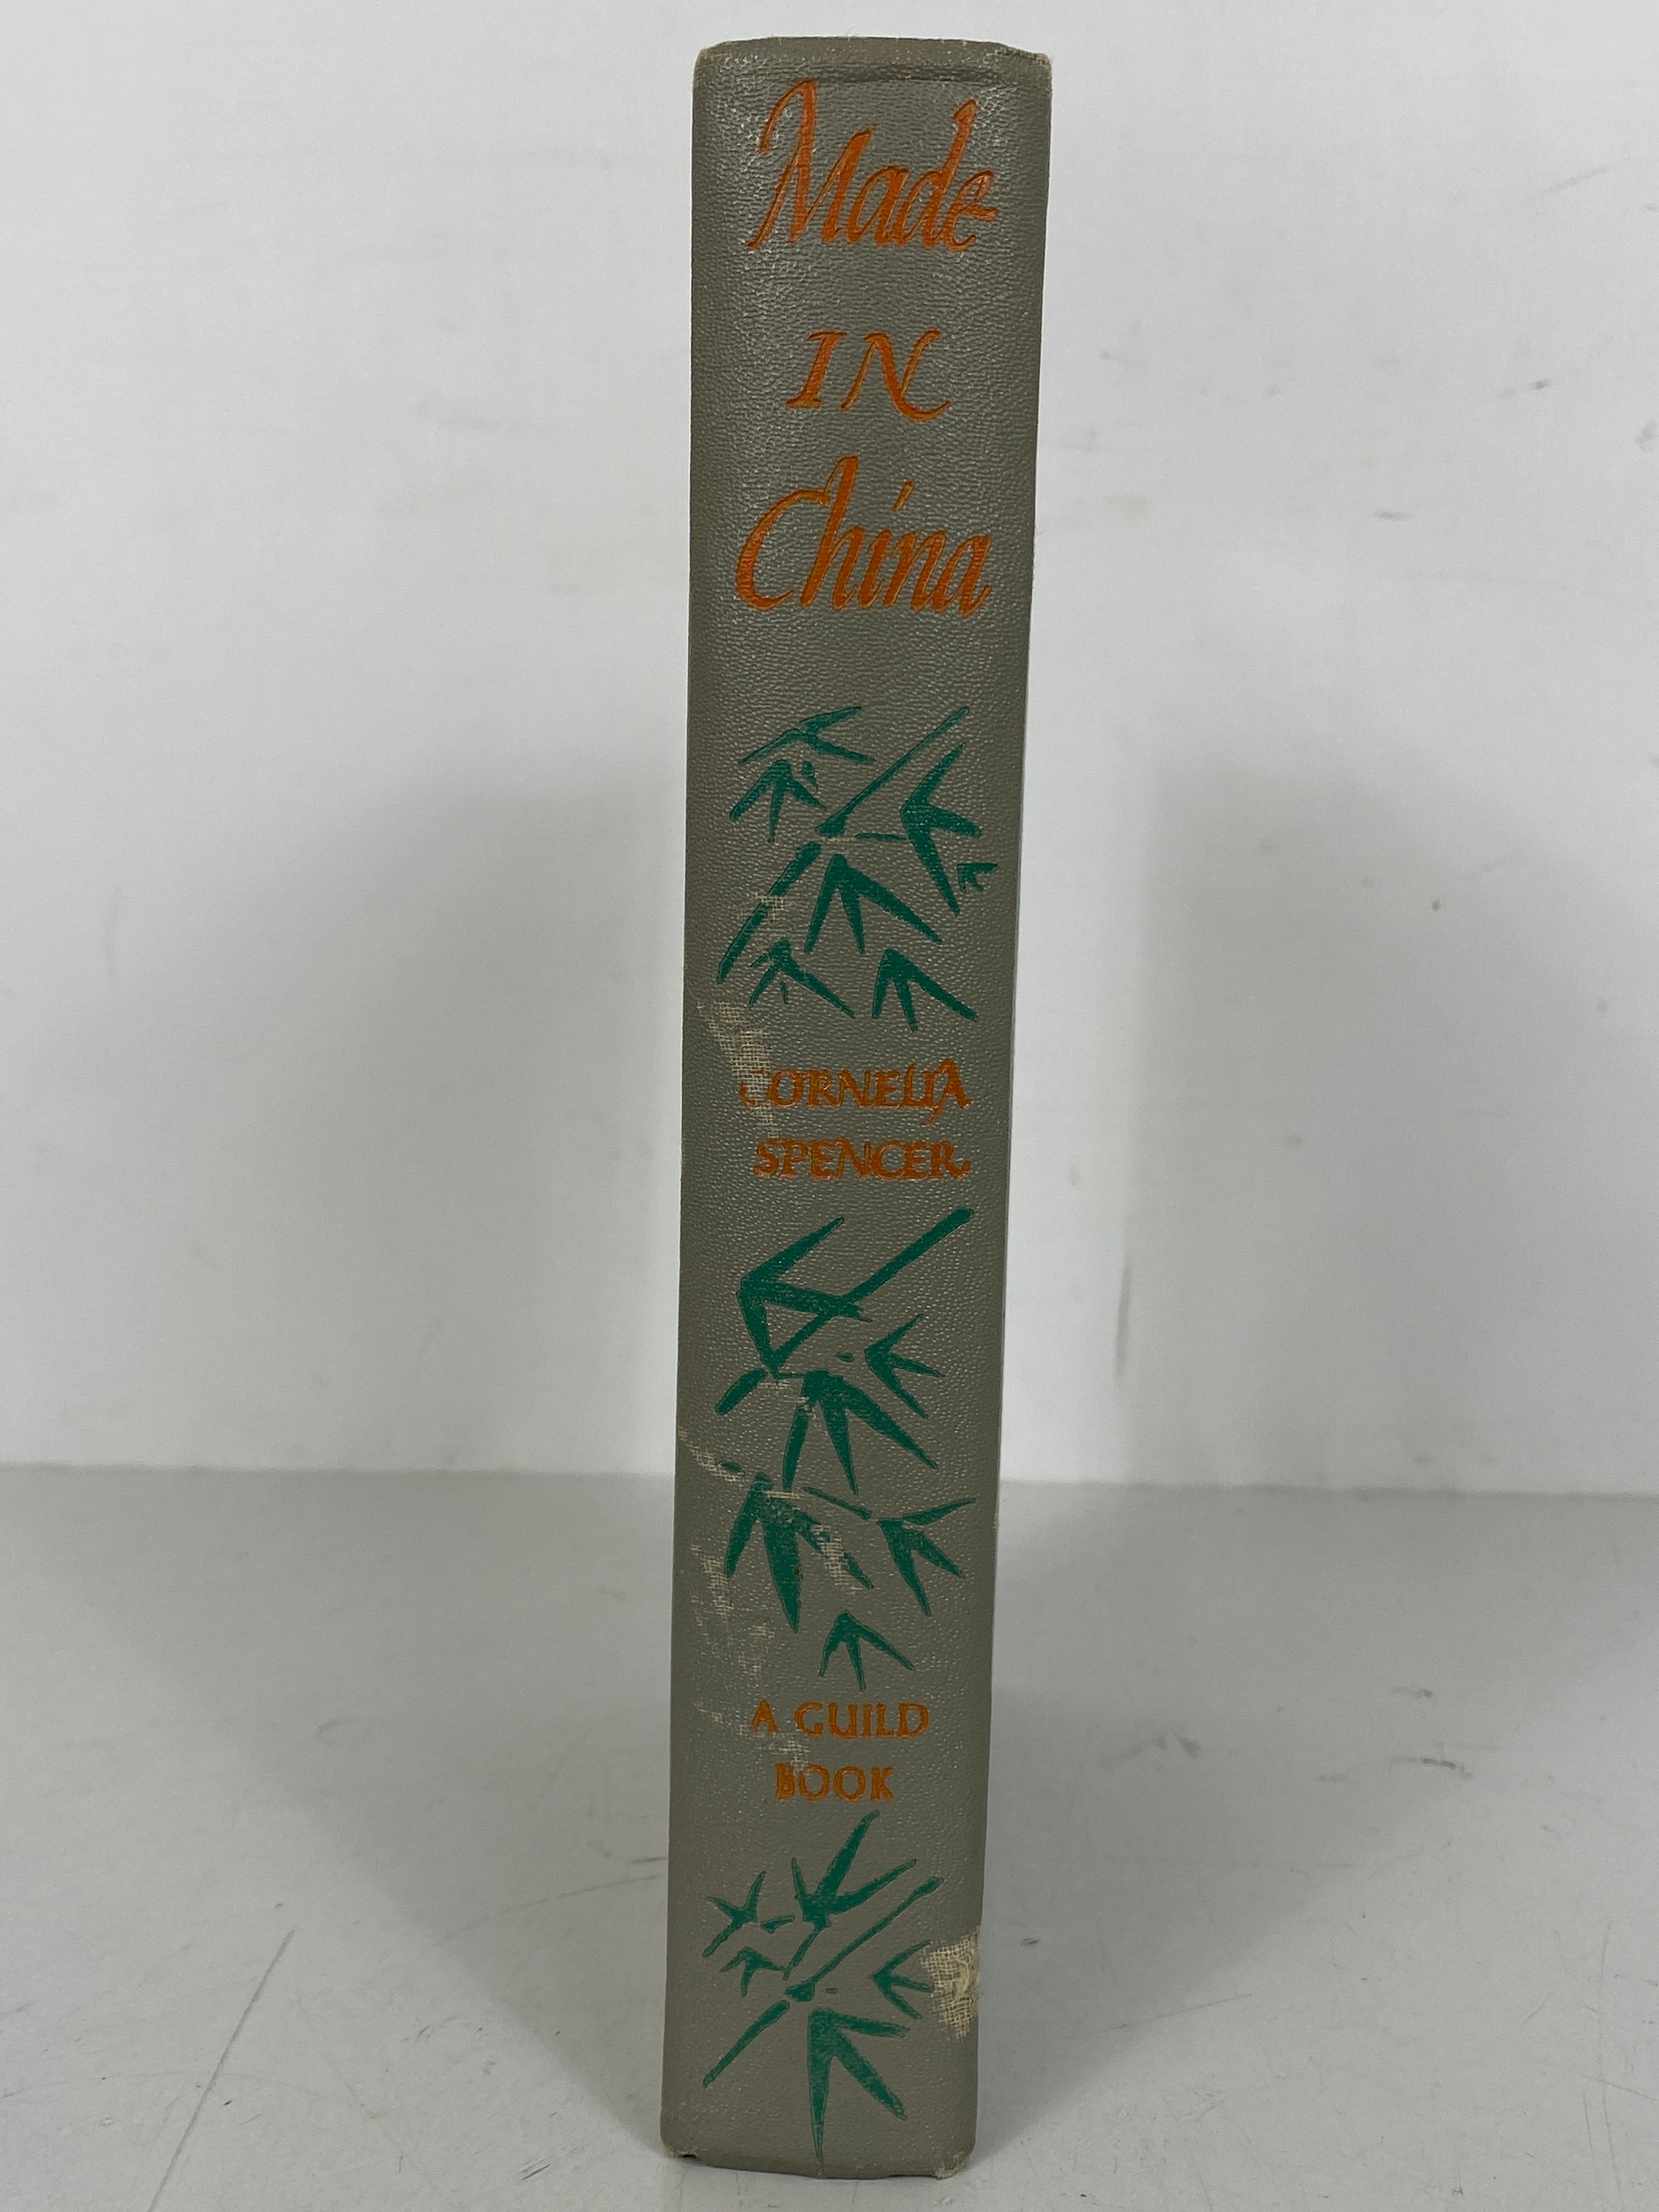 Made
IN
China
CORNELIA
SPENCER
A GUILD
BOOK